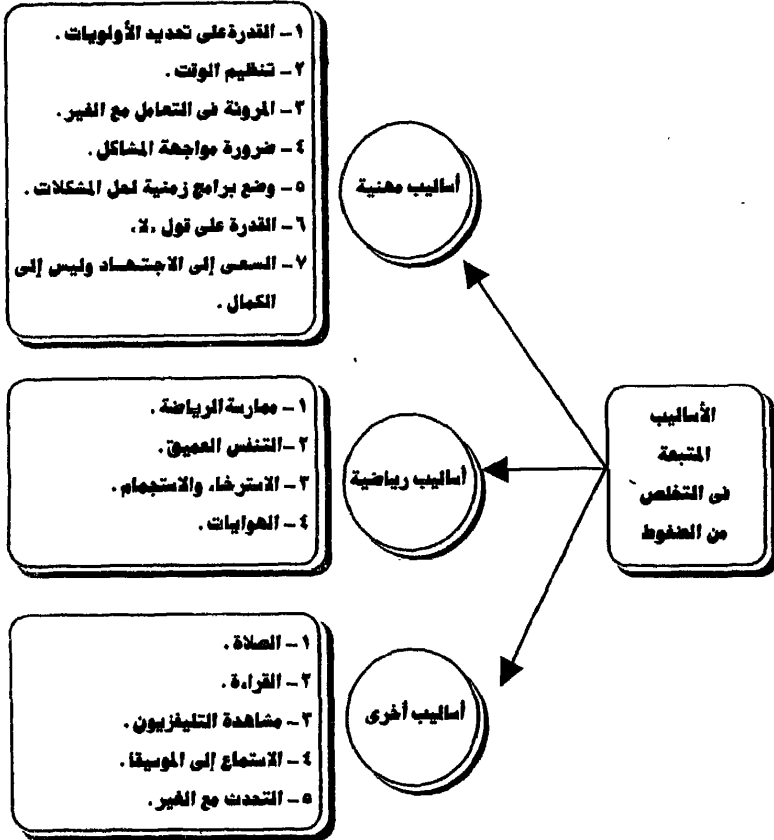 الأساليب
المتبعة
فى التخلص
من الضغوط
أساليب مهنية
١ – القدرة على تحديد الأولويات .
٢ – تنظيم الوقت .
٣ – المرونة فى التعامل مع الغير .
٤ – ضرورة مواجهة المشاكل .
٥ – وضع برامج زمنية لحل المشكلات .
٦ – القدرة على قول «لا»
٧ – السعى إلى الاجتهاد وليس إلى
الكمال .
أساليب رياضية
١ – ممارسة الرياضة .
٢ – التنفس العميق .
٣ – الاسترخاء والاستجمام .
٤ – الهوايات .
أساليب أخرى
١ – الصلاة .
٢ – القراءة .
٣ – مشاهدة التليفزيون .
٤ – الاستماع إلى الموسيقا .
٥ – التحدث مع الغير .